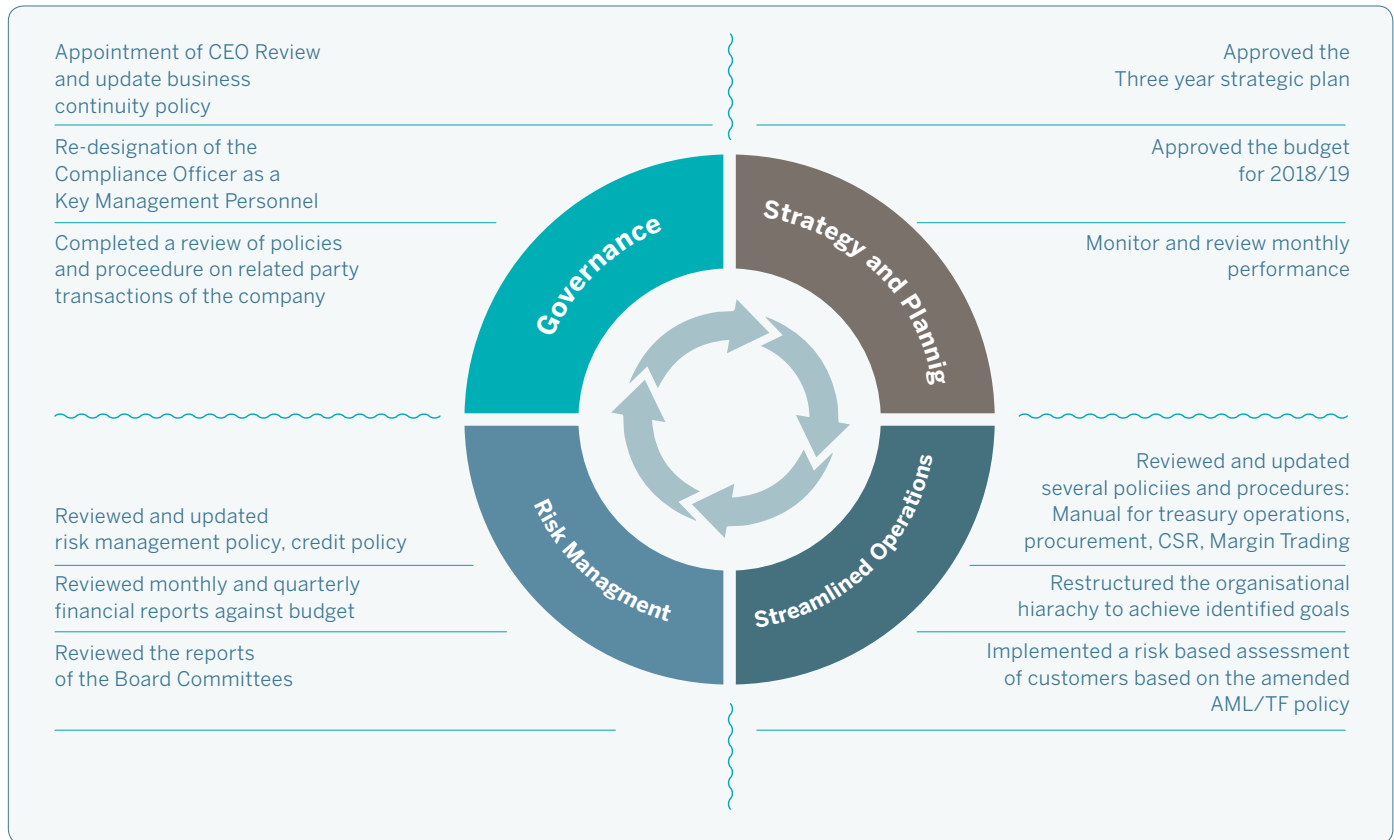 Appointment of CEO Review
and update business
continuity policy
Re-designation of the
Compliance Officer as a
Key Management Personnel
Completed a review of policies
and proceedure on related party
transactions of the company
Governance
Approved the
Three year strategic plan
Approved the budget
for 2018/19
Monitor and review monthly
performance
Strategy and Plannig
Reviewed and updated
risk management policy, credit policy
Reviewed monthly and quarterly
financial reports against budget
Reviewed the reports
of the Board Committees
Risk Managment
Streamlined Operations
Reviewed and updated
several policiies and procedures:
Manual for treasury operations,
procurement, CSR, Margin Trading
Restructured the organisational
hiarachy to achieve identified goals
Implemented a risk based assessment
of customers based on the amended
AML/TF policy